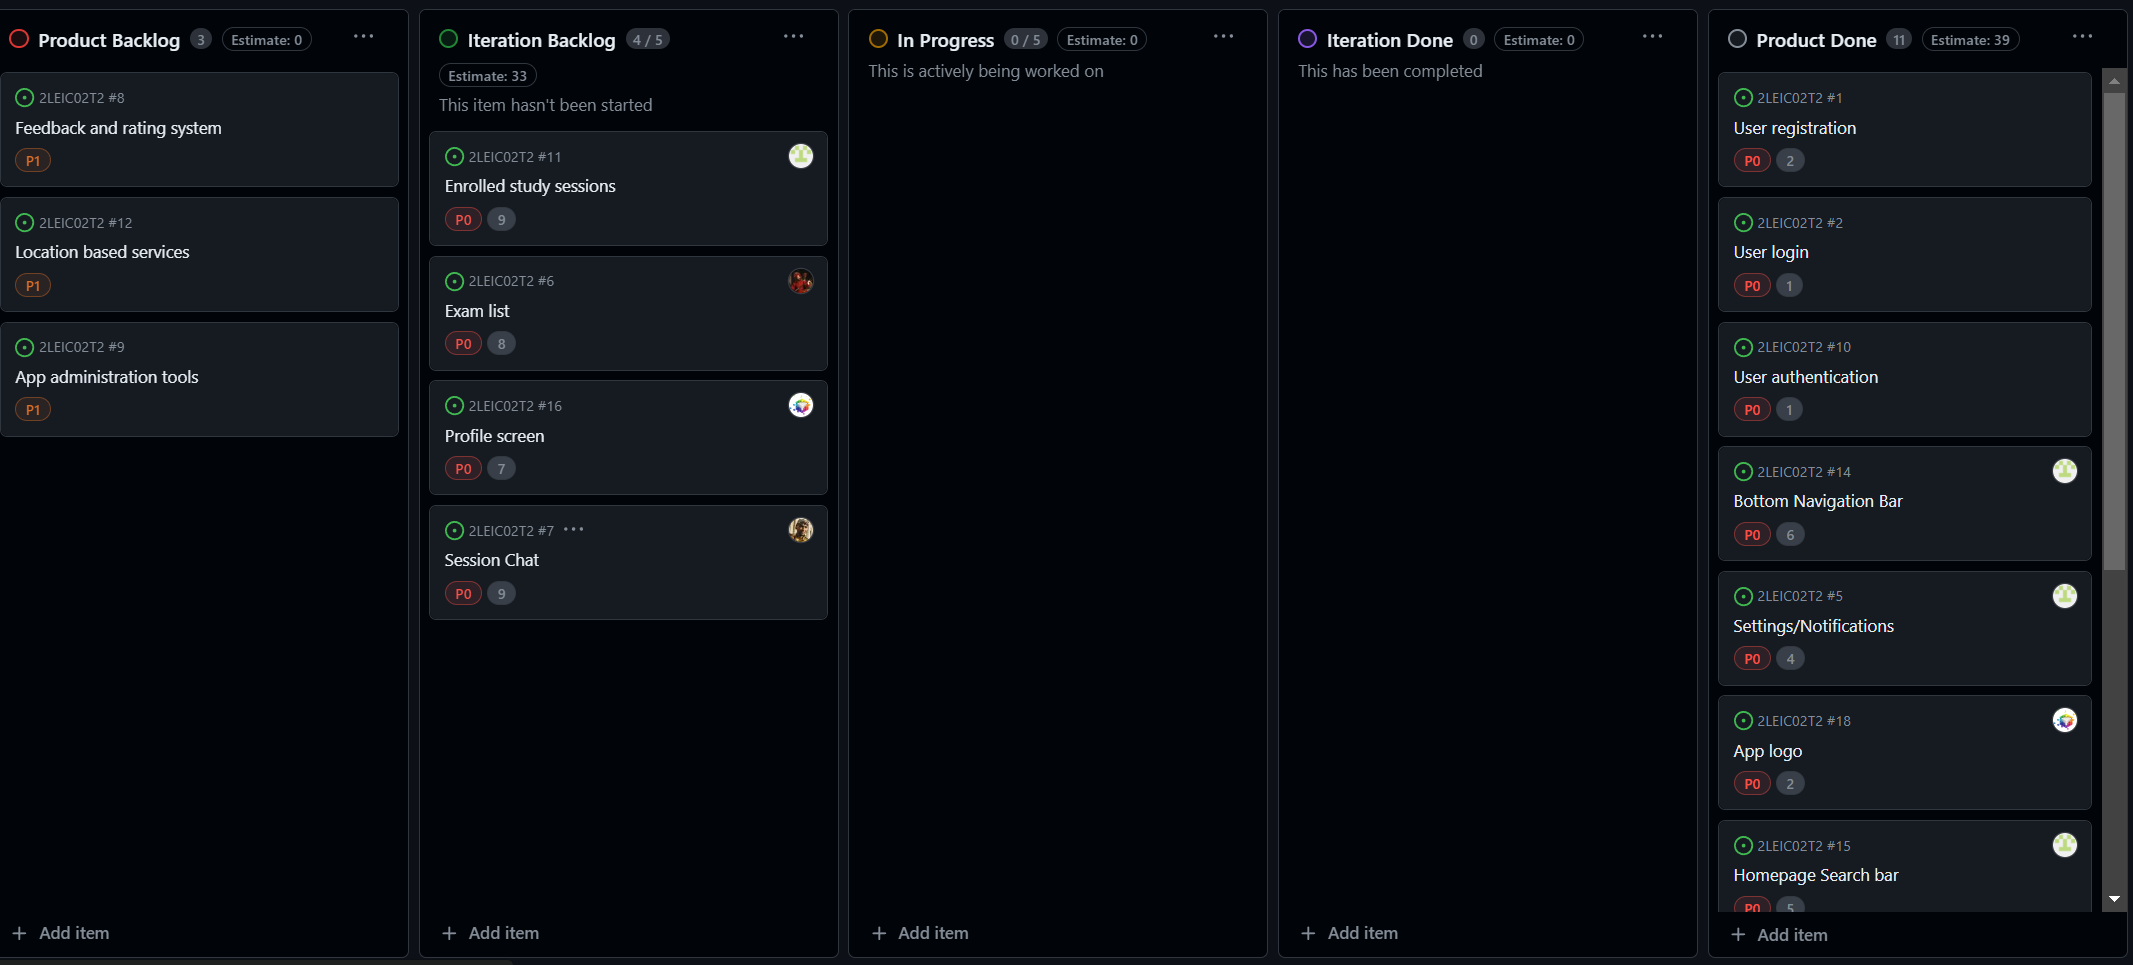 Product Backlog 3 Estimate: 0
2LEIC02T2 #8
Feedback and rating system
P1
2LEIC02T2 #12
Location based services
P1
2LEIC02T2 #9
App administration tools
P1
Add item
Iteration Backlog 4 / 5
Estimate: 33
This item hasn't been started
2LEIC02T2 #11
Enrolled study sessions
P0 9
2LEIC02T2 #6
Exam list
P0 8
2LEIC02T2 #16
Profile screen
P0 7
2LEIC02T2 #7
Session Chat
P0 9
Add item
In Progress 0 / 5 Estimate: 0
This is actively being worked on
Add item
Iteration Done 0 Estimate: 0
This has been completed
Add item
Product Done 11 Estimate: 39
2LEIC02T2 #1
User registration
P0 2
2LEIC02T2 #2
User login
P0 1
2LEIC02T2 #10
User authentication
P0 1
2LEIC02T2 #14
Bottom Navigation Bar
P0 6
2LEIC02T2 #5
Settings/Notifications
P0 4
2LEIC02T2 #18
App logo
P0 2
2LEIC02T2 #15
Homepage Search bar
P0 5
Add item